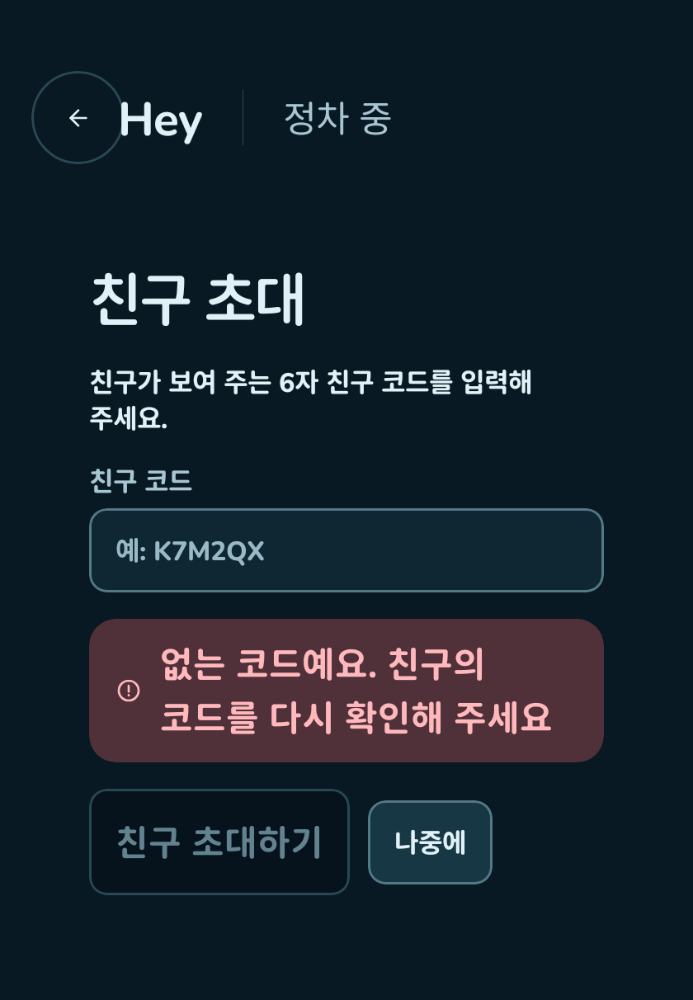 Hey
정차 중
친구 초대
친구가 보여 주는 6자 친구 코드를 입력해
주세요.
친구 코드
예: K7M2QX
없는 코드예요. 친구의
코드를 다시 확인해 주세요
친구 초대하기
나중에